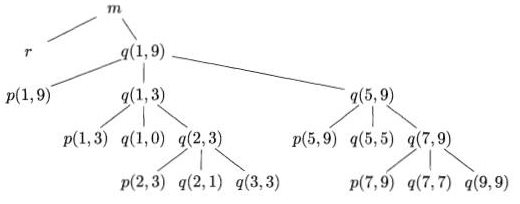 m
r q(1, 9)
p(1, 9) q(1, 3) q(5, 9)
p(1, 3) q(1, 0) q(2, 3) p(5, 9) q(5, 5) q(7, 9)
p(2, 3) q(2, 1) q(3, 3) p(7, 9) q(7, 7) q(9, 9)